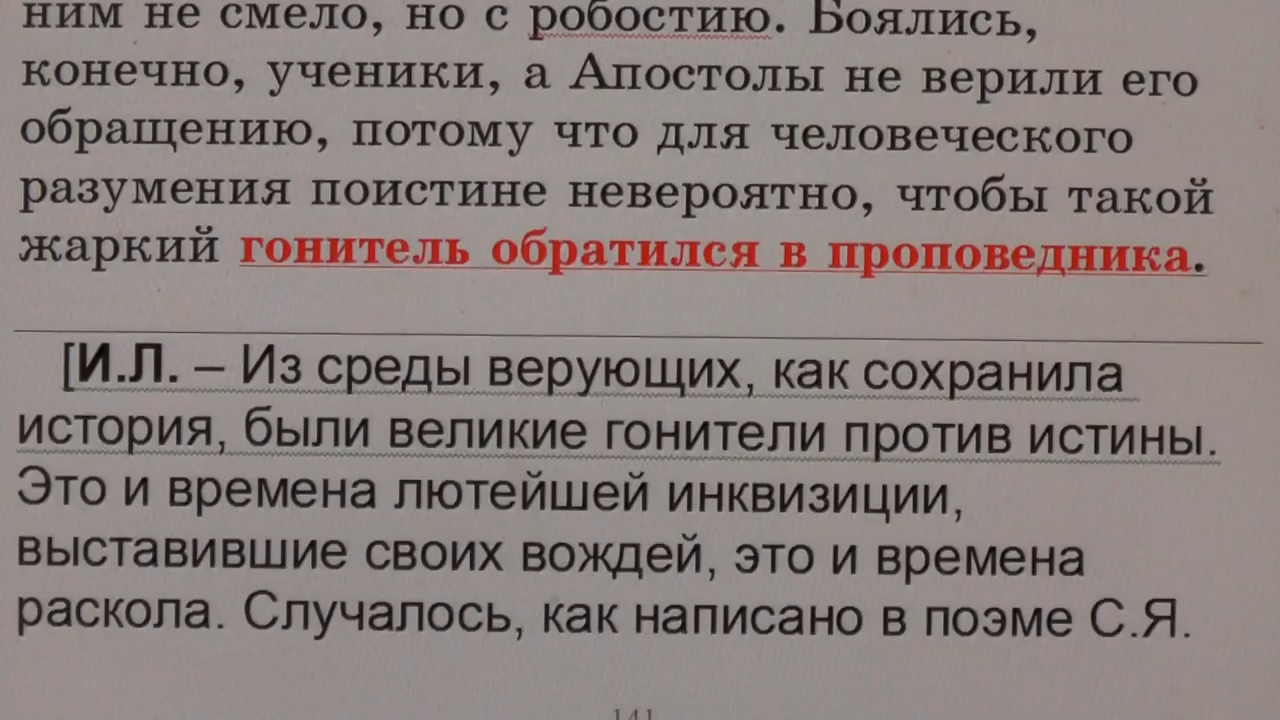 ним не смело, но с робостию. Боялись,
конечно, ученики, а Апостолы не верили его
обращению, потому что для человеческого
разумения поистине невероятно, чтобы такой
жаркий гонитель обратился в проповедника.
[И.Л. – Из среды верующих, как сохранила
история, были великие гонители против истины.
Это и времена лютейшей инквизиции,
выставившие своих вождей, это и времена
раскола. Случалось, как написано в поэме С.Я.
141